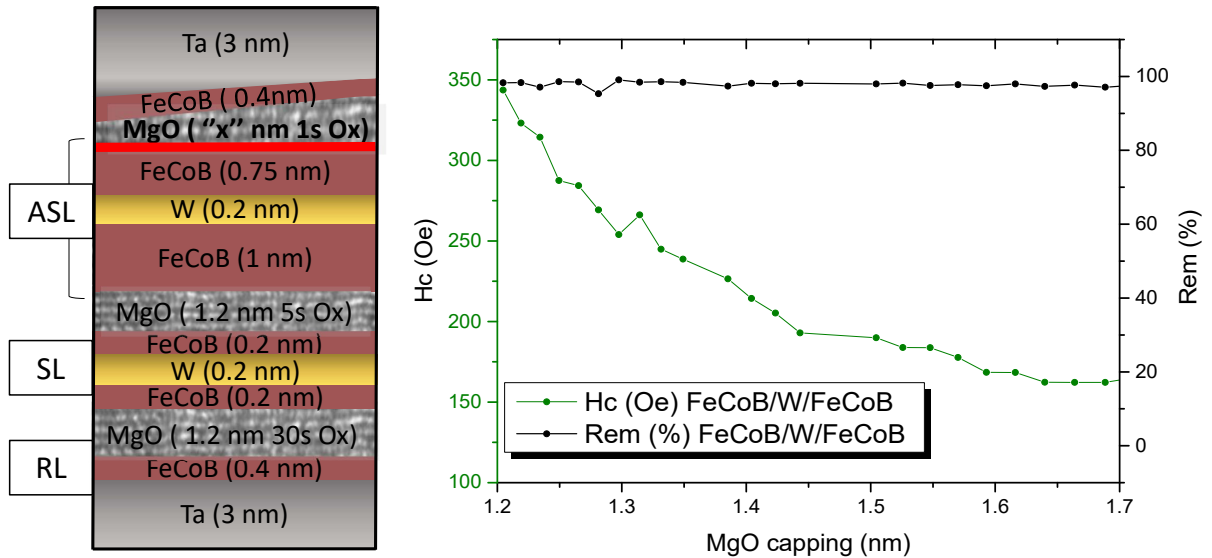 Ta (3 nm)
FeCoB ( 0.4nm)
MgO ( “x” nm 1s Ox)
FeCoB (0.75 nm)
W (0.2 nm)
FeCoB (1 nm)
MgO ( 1.2 nm 5s Ox)
FeCoB (0.2 nm)
W (0.2 nm)
FeCoB (0.2 nm)
MgO ( 1.2 nm 30s Ox)
FeCoB (0.4 nm)
Ta (3 nm)
ASL
SL
RL
Hc (Oe)
350
300
250
200
150
100
Hc (Oe) FeCoB/W/FeCoB
Rem (%) FeCoB/W/FeCoB
1.2 1.3 1.4 1.5 1.6 1.7
MgO capping (nm)
100
80
60
40
20
0
Rem (%)